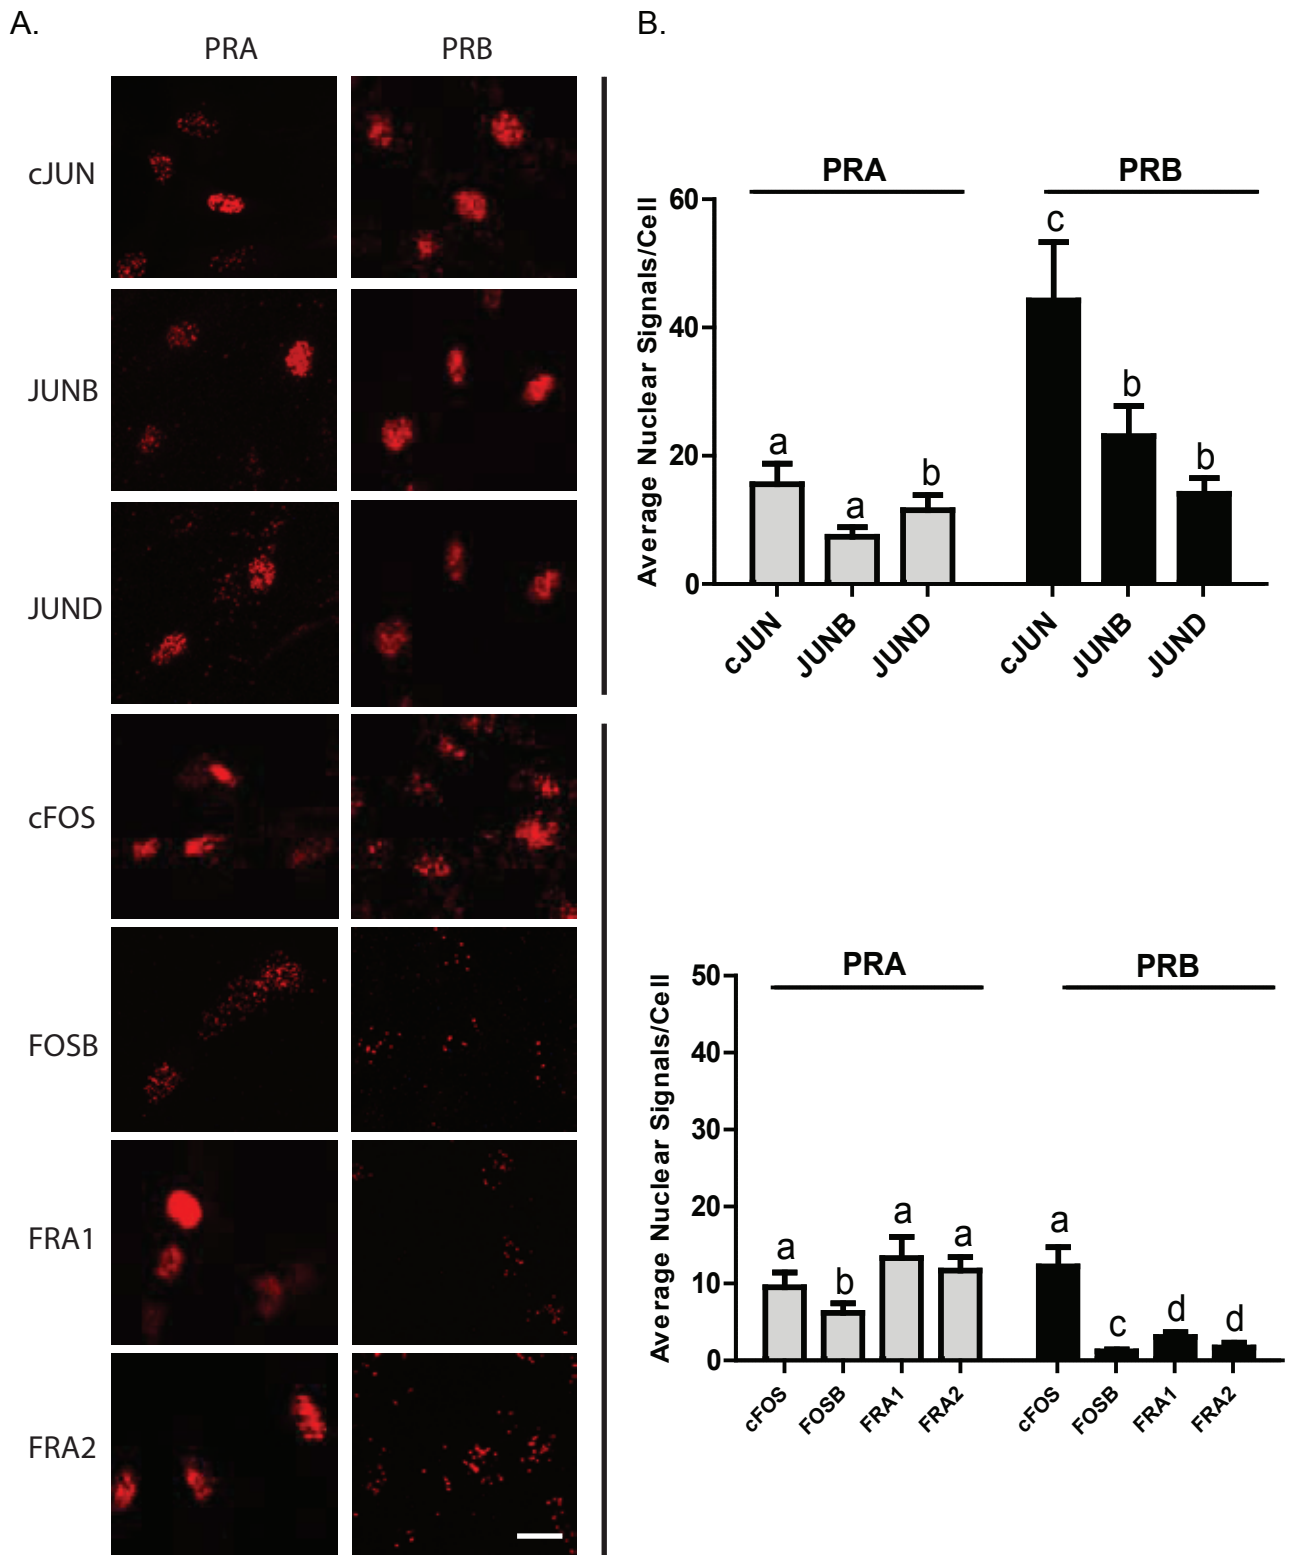 A.
PRA PRB
cJUN
JUNB
JUND
cFOS
FOSB
FRA1
FRA2
B.
PRA PRB
Average Nuclear Signals/Cell
60
40
20
0
a a b c b b
cJUN JUNB JUND cJUN JUNB JUND
PRA PRB
Average Nuclear Signals/Cell
50
40
30
20
10
0
a b a a a c d d
cFOS FOSB FRA1 FRA2 cFOS FOSB FRA1 FRA2